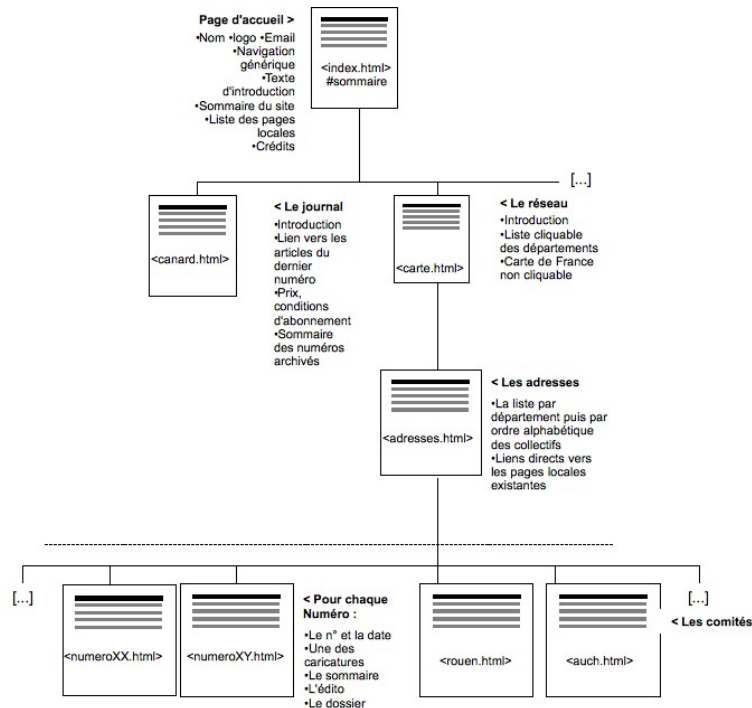 Page d'accueil >
•Nom •logo •Email
•Navigation
générique
•Texte
d'introduction
•Sommaire du site
•Liste des pages
locales
•Crédits
<index.html>
#sommaire
[...]
<canard.html>
< Le journal
•Introduction
•Lien vers les
articles du
dernier
numéro
•Prix,
conditions
d'abonnement
•Sommaire
des numéros
archivés
<carte.html>
< Le réseau
•Introduction
•Liste cliquable
des départements
•Carte de France
non cliquable
<adresses.html>
< Les adresses
•La liste par
département puis par
ordre alphabétique
des collectifs
•Liens directs vers
les pages locales
existantes
[...]
<numeroXX.html>
<numeroXY.html>
< Pour chaque
Numéro :
•Le n° et la date
•Une des
caricatures
•Le sommaire
•L'édito
•Le dossier
<rouen.html>
<auch.html>
[...]
< Les comités